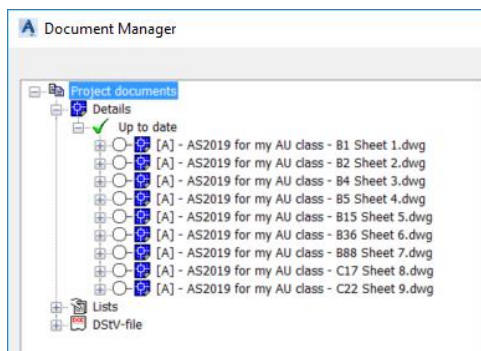 Document Manager
Project documents
Details
Up to date
[A] - AS2019 for my AU class - B1 Sheet 1.dwg
[A] - AS2019 for my AU class - B2 Sheet 2.dwg
[A] - AS2019 for my AU class - B4 Sheet 3.dwg
[A] - AS2019 for my AU class - B5 Sheet 4.dwg
[A] - AS2019 for my AU class - B15 Sheet 5.dwg
[A] - AS2019 for my AU class - B36 Sheet 6.dwg
[A] - AS2019 for my AU class - B88 Sheet 7.dwg
[A] - AS2019 for my AU class - C17 Sheet 8.dwg
[A] - AS2019 for my AU class - C22 Sheet 9.dwg
Lists
DStV-file